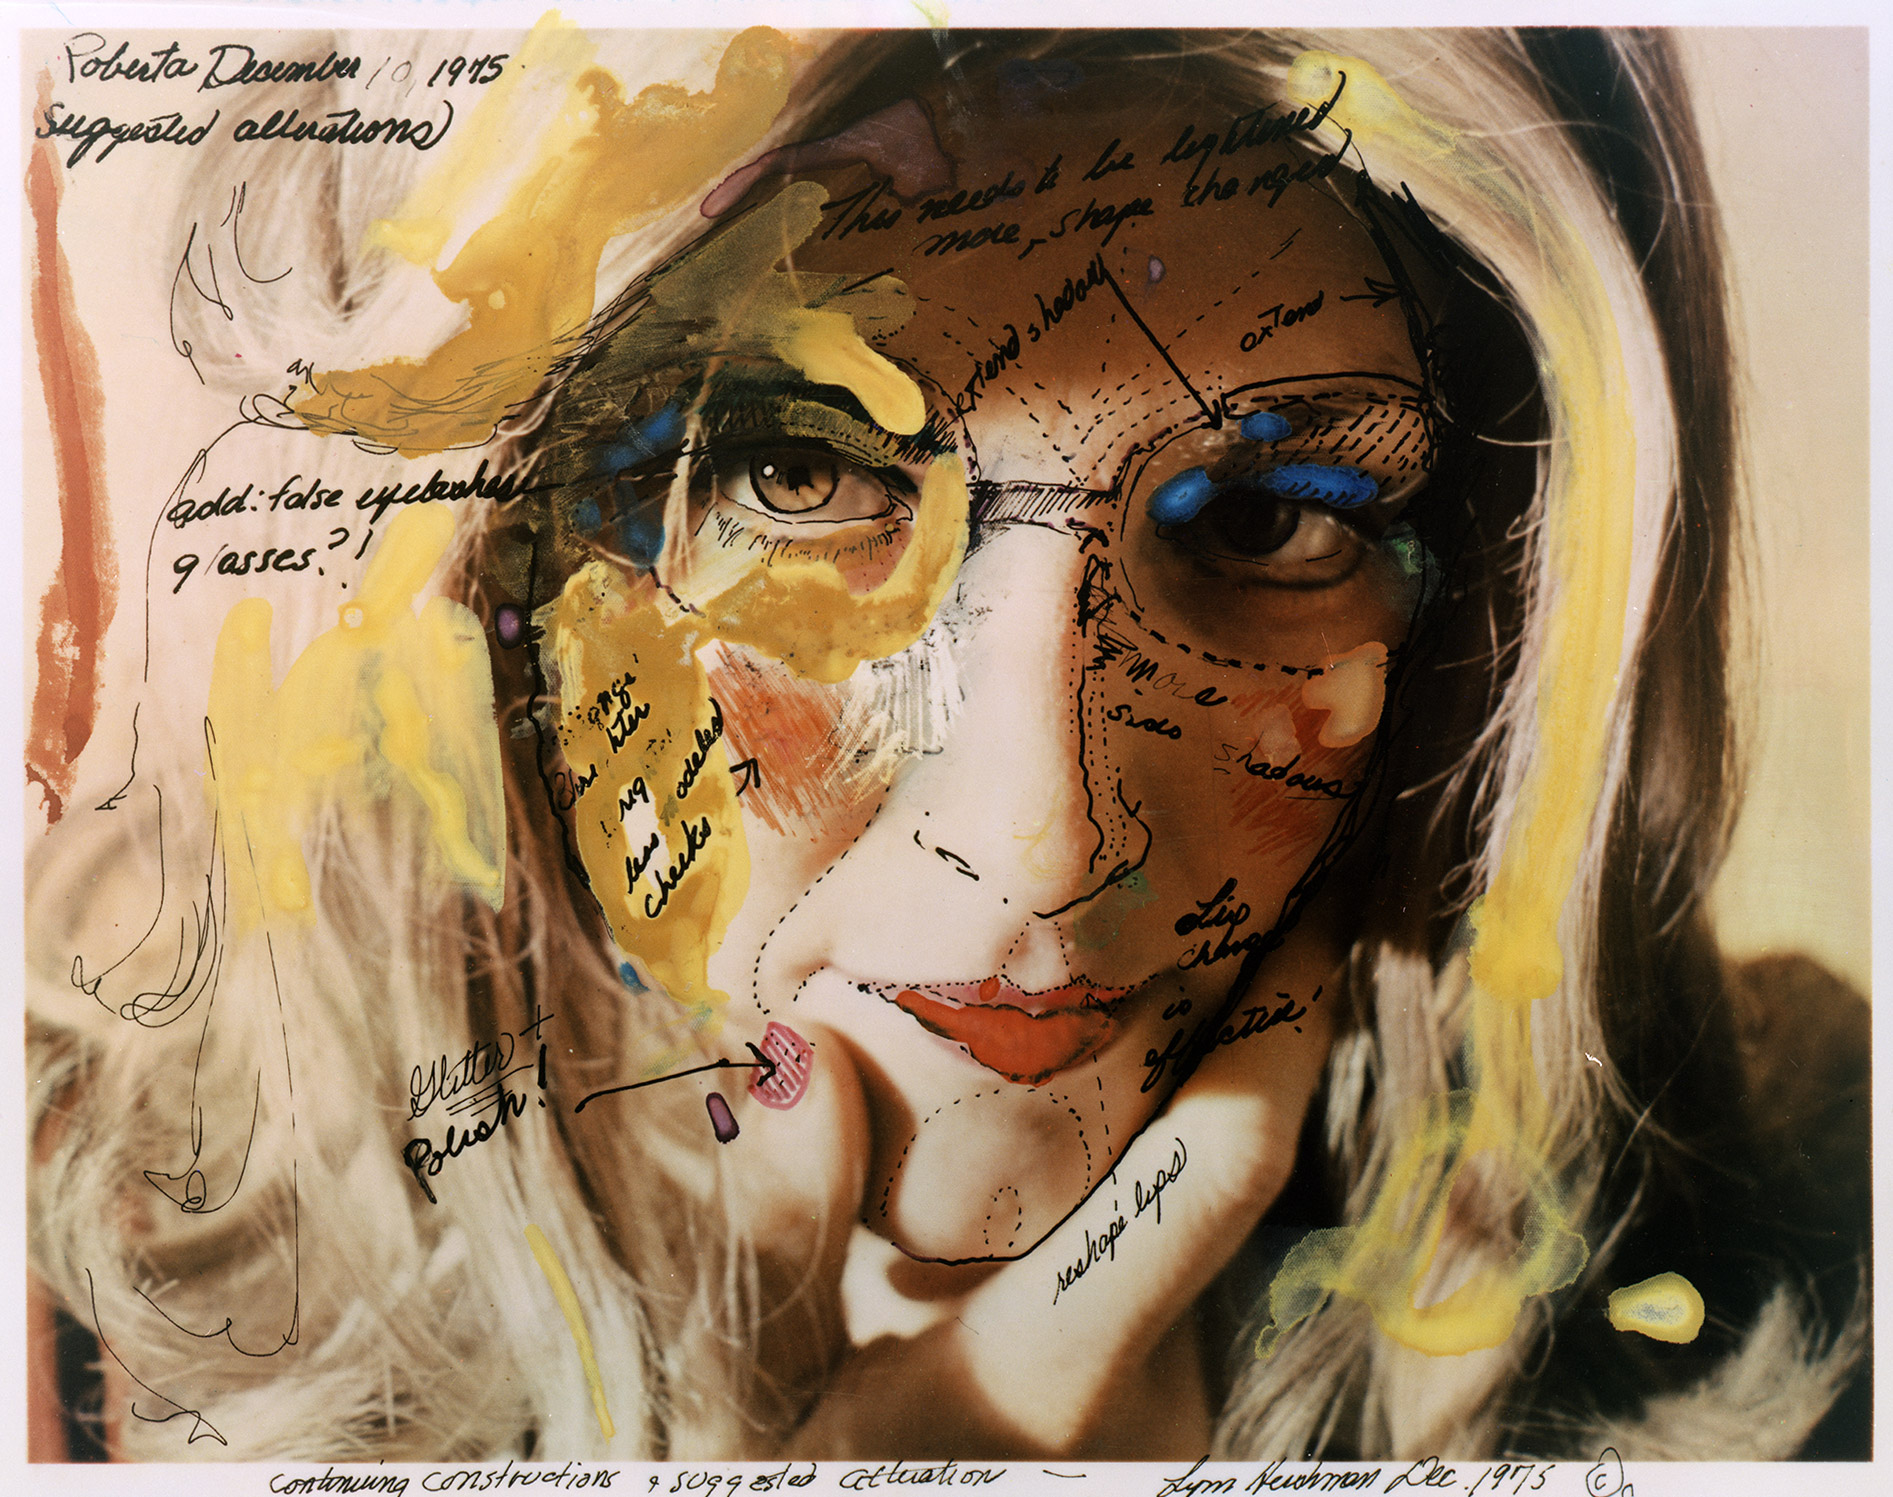 Roberta December 10, 1975
Suggested alterations
This needs to be lightened
more, shape changed
extend shadow
extend
add: false eyelashes
glasses?!
more
side
shadows
less
cheeks
Lip
change
is
effective!
Glitter +
Polish!
reshape lips
continuing constructions + suggested alteration —
Lynn Hershman Dec. 1975 ©